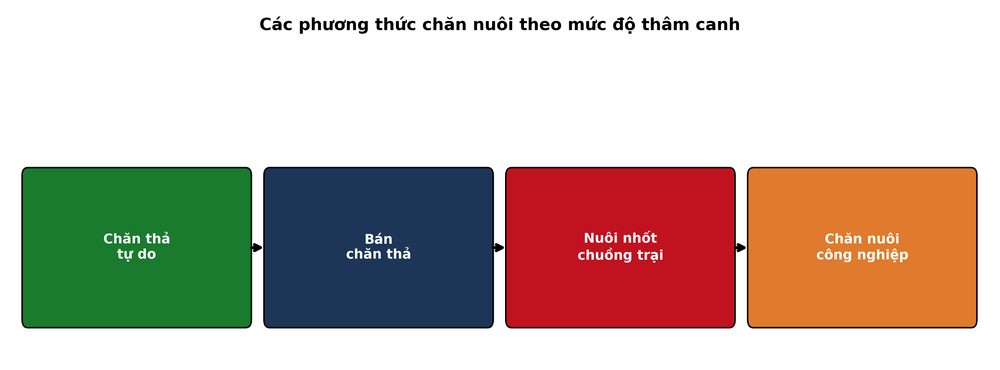 Các phương thức chăn nuôi theo mức độ thâm canh
Chăn thả
tự do
Bán
chăn thả
Nuôi nhốt
chuồng trại
Chăn nuôi
công nghiệp